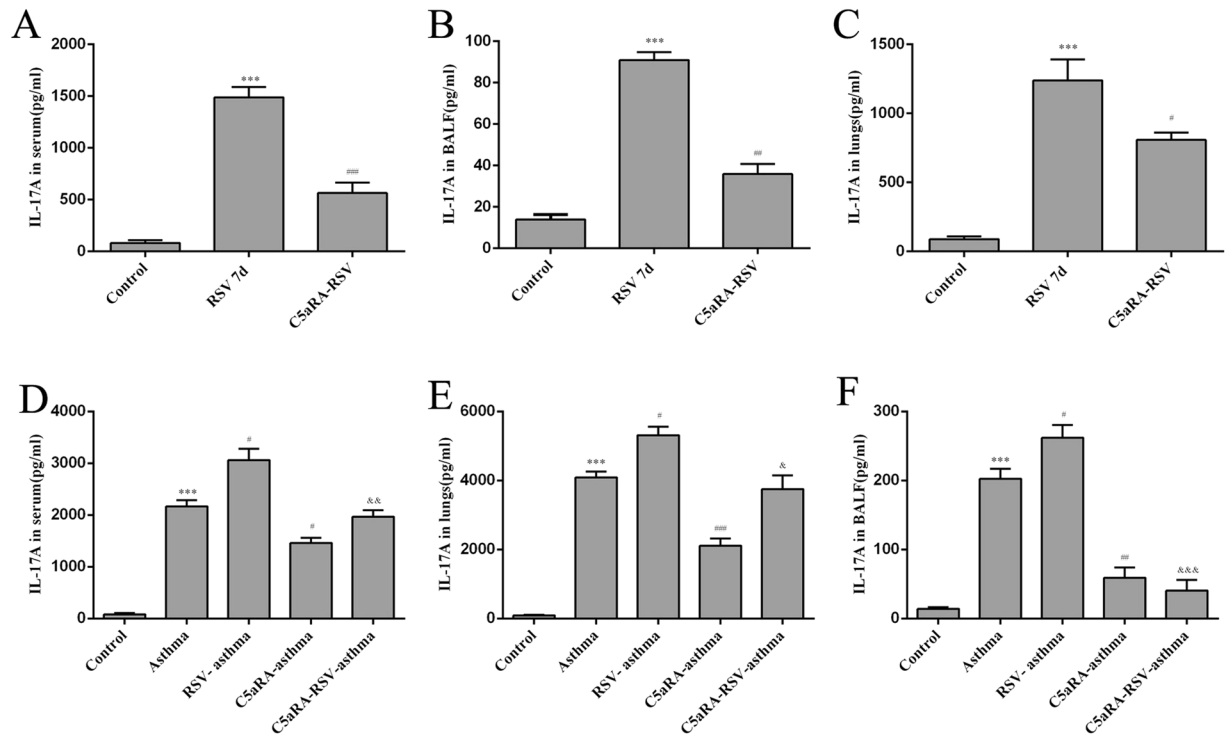 A
IL-17A in serum(pg/ml)
2000
1500
1000
500
0
***
###
Control
RSV 7d
C5aRA-RSV
B
IL-17A in BALF(pg/ml)
100
80
60
40
20
0
***
##
Control
RSV 7d
C5aRA-RSV
C
IL-17A in lungs(pg/ml)
1500
1000
500
0
***
#
Control
RSV 7d
C5aRA-RSV
D
IL-17A in serum(pg/ml)
4000
3000
2000
1000
0
***
#
#
&&
Control
Asthma
RSV- asthma
C5aRA-asthma
C5aRA-RSV-asthma
E
IL-17A in lungs(pg/ml)
6000
4000
2000
0
***
#
###
&
Control
Asthma
RSV- asthma
C5aRA-asthma
C5aRA-RSV-asthma
F
IL-17A in BALF(pg/ml)
300
200
100
0
***
#
##
&&&
Control
Asthma
RSV- asthma
C5aRA-asthma
C5aRA-RSV-asthma